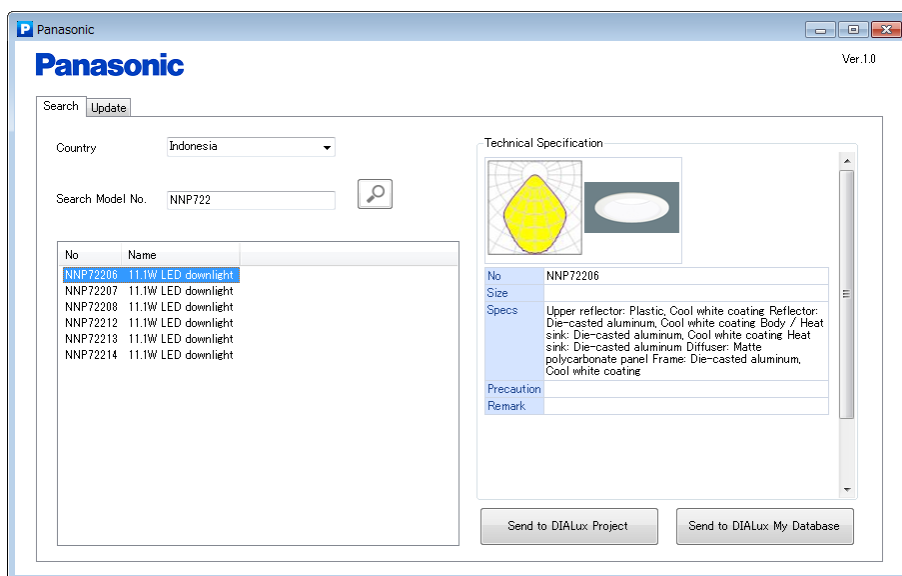 P Panasonic
Panasonic
Ver.1.0
Search Update
Country
Indonesia
Search Model No.
NNP722
No Name
NNP72206 11.1W LED downlight
NNP72207 11.1W LED downlight
NNP72208 11.1W LED downlight
NNP72212 11.1W LED downlight
NNP72213 11.1W LED downlight
NNP72214 11.1W LED downlight
Technical Specification
No NNP72206
Size
Specs Upper reflector: Plastic, Cool white coating Reflector:
Die-casted aluminum, Cool white coating Body / Heat
sink: Die-casted aluminum, Cool white coating Heat
sink: Die-casted aluminum Diffuser: Matte
polycarbonate panel Frame: Die-casted aluminum,
Cool white coating
Precaution
Remark
Send to DIALux Project
Send to DIALux My Database